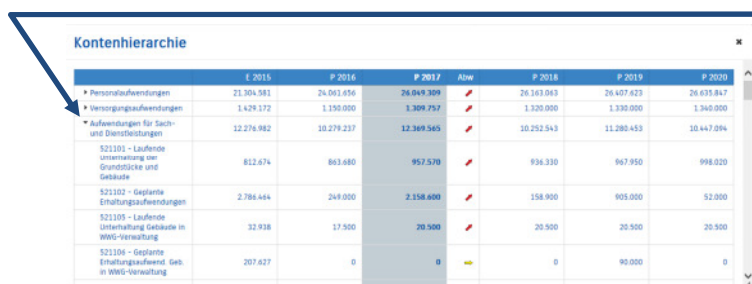 Kontenhierarchie
E 2015 P 2016 P 2017 Abw P 2018 P 2019 P 2020
Personalaufwendungen 21.304.581 24.061.656 26.049.309 26.163.063 26.407.623 26.635.847
Versorgungsaufwendungen 1.429.172 1.150.000 1.309.757 1.320.000 1.330.000 1.340.000
Aufwendungen für Sach-
und Dienstleistungen 12.276.982 10.279.237 12.369.565 10.252.543 11.280.453 10.447.094
521101 - Laufende
Unterhaltung der
Grundstücke und
Gebäude 812.674 863.680 957.570 936.330 967.950 998.020
521102 - Geplante
Erhaltungsaufwendungen 2.786.464 249.000 2.158.600 158.900 905.000 52.000
521105 - Laufende
Unterhaltung Gebäude in
WWG-Verwaltung 32.938 17.500 20.500 20.500 20.500 20.500
521106 - Geplante
Erhaltungsaufwend. Geb.
in WWG-Verwaltung 207.627 0 0 0 90.000 0